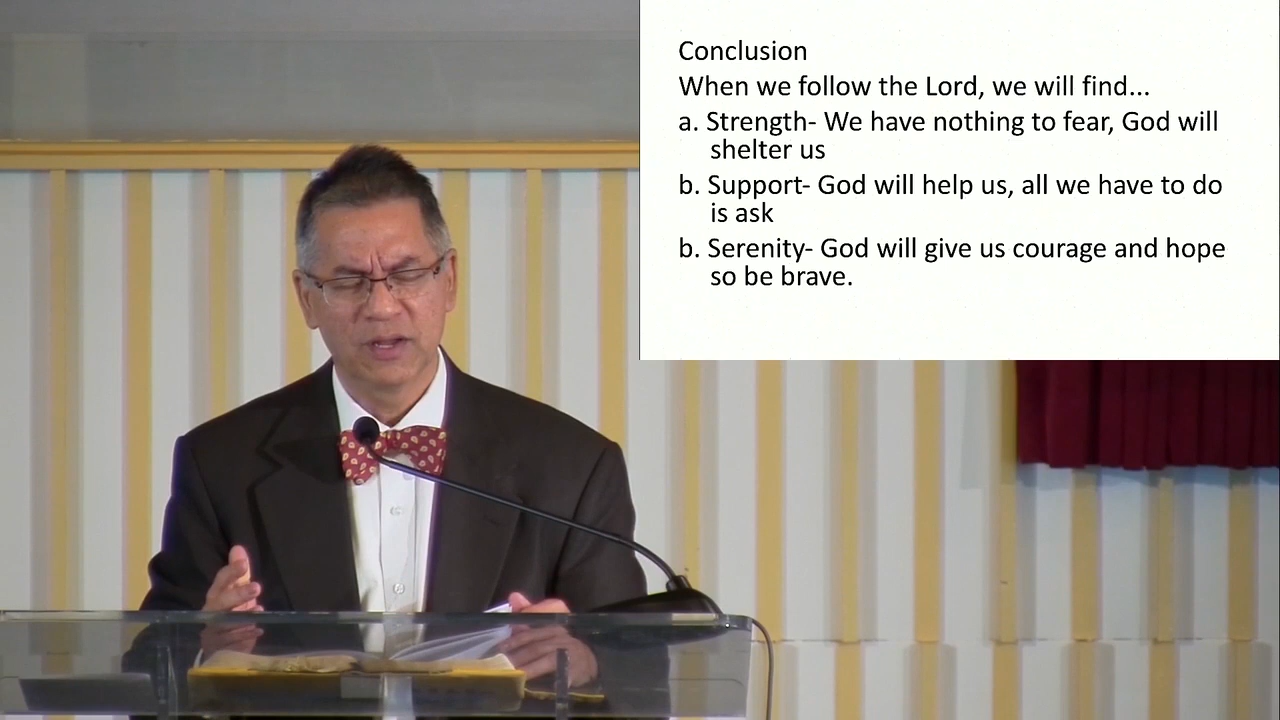 Conclusion
When we follow the Lord, we will find...
a. Strength- We have nothing to fear, God will
shelter us
b. Support- God will help us, all we have to do
is ask
b. Serenity- God will give us courage and hope
so be brave.